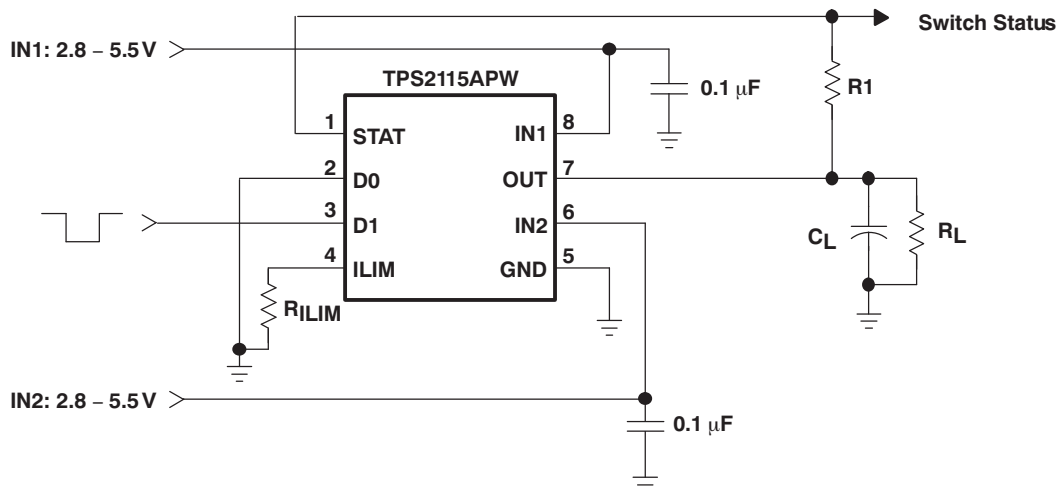 Switch Status
IN1: 2.8 – 5.5 V
TPS2115APW
0.1 μF
R1
1
STAT
IN1
8
2
D0
OUT
7
3
D1
IN2
6
4
ILIM
GND
5
CL
RL
RILIM
IN2: 2.8 – 5.5 V
0.1 μF